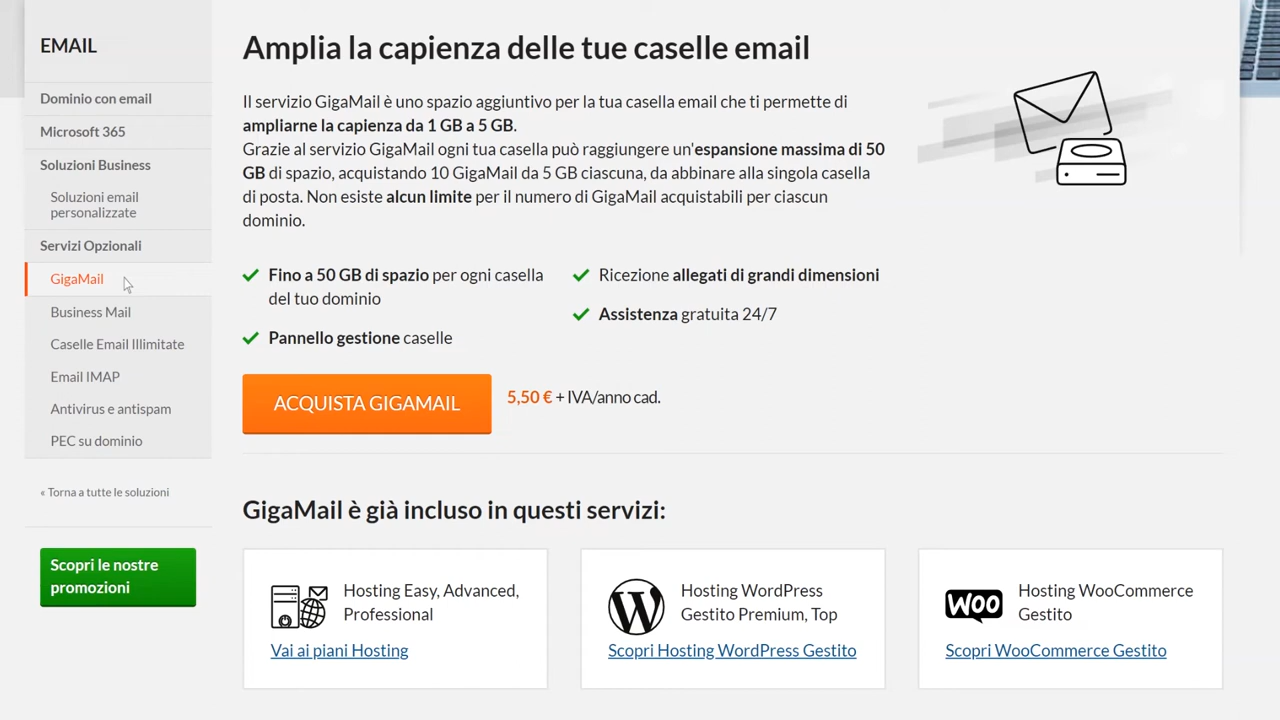 EMAIL
Dominio con email
Microsoft 365
Soluzioni Business
Soluzioni email
personalizzate
Servizi Opzionali
GigaMail
Business Mail
Caselle Email Illimitate
Email IMAP
Antivirus e antispam
PEC su dominio
« Torna a tutte le soluzioni
Scopri le nostre
promozioni
Amplia la capienza delle tue caselle email
Il servizio GigaMail è uno spazio aggiuntivo per la tua casella email che ti permette di
ampliarne la capienza da 1 GB a 5 GB.
Grazie al servizio GigaMail ogni tua casella può raggiungere un'espansione massima di 50
GB di spazio, acquistando 10 GigaMail da 5 GB ciascuna, da abbinare alla singola casella
di posta. Non esiste alcun limite per il numero di GigaMail acquistabili per ciascun
dominio.
Fino a 50 GB di spazio per ogni casella
del tuo dominio
Pannello gestione caselle
Ricezione allegati di grandi dimensioni
Assistenza gratuita 24/7
ACQUISTA GIGAMAIL
5,50 € + IVA/anno cad.
GigaMail è già incluso in questi servizi:
Hosting Easy, Advanced,
Professional
Vai ai piani Hosting
Hosting WordPress
Gestito Premium, Top
Scopri Hosting WordPress Gestito
WOO
Hosting WooCommerce
Gestito
Scopri WooCommerce Gestito